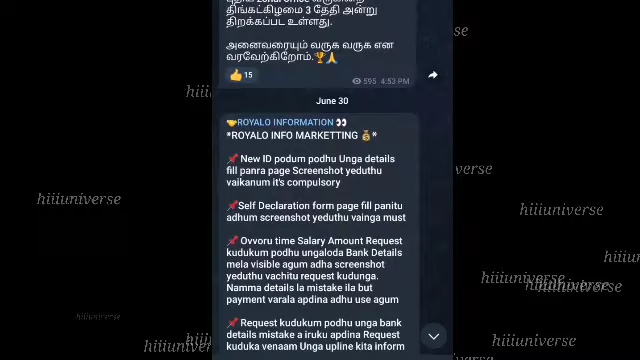 திங்கட்கிழமை 3 தேதி அன்று
திறக்கப்பட உள்ளது.
அனைவரையும் வருக வருக என
வரவேற்கிறோம்.🏆🙏
👍 15
595 4:53 PM
June 30
🤝ROYALO INFORMATION 👀
*ROYALO INFO MARKETTING 💰*
📌 New ID podum podhu Unga details
fill panra page Screenshot yeduthu
vaikanum it's compulsory
📌Self Declaration form page fill panitu
adhum screenshot yeduthu vainga must
📌 Ovvoru time Salary Amount Request
kudukum podhu ungaloda Bank Details
mela visible agum adha screenshot
yeduthu vachitu request kudunga.
Namma details la mistake ila but
payment varala apdina adhu use agum
📌 Request kudukum podhu unga bank
details mistake a iruku apdina Request
kuduka venaam Unga upline kita inform
hiiiuniverse
hiiiuniverse
hiiiuniverse
hiiiuniverse
hiiiuniverse
hiiiuniverse